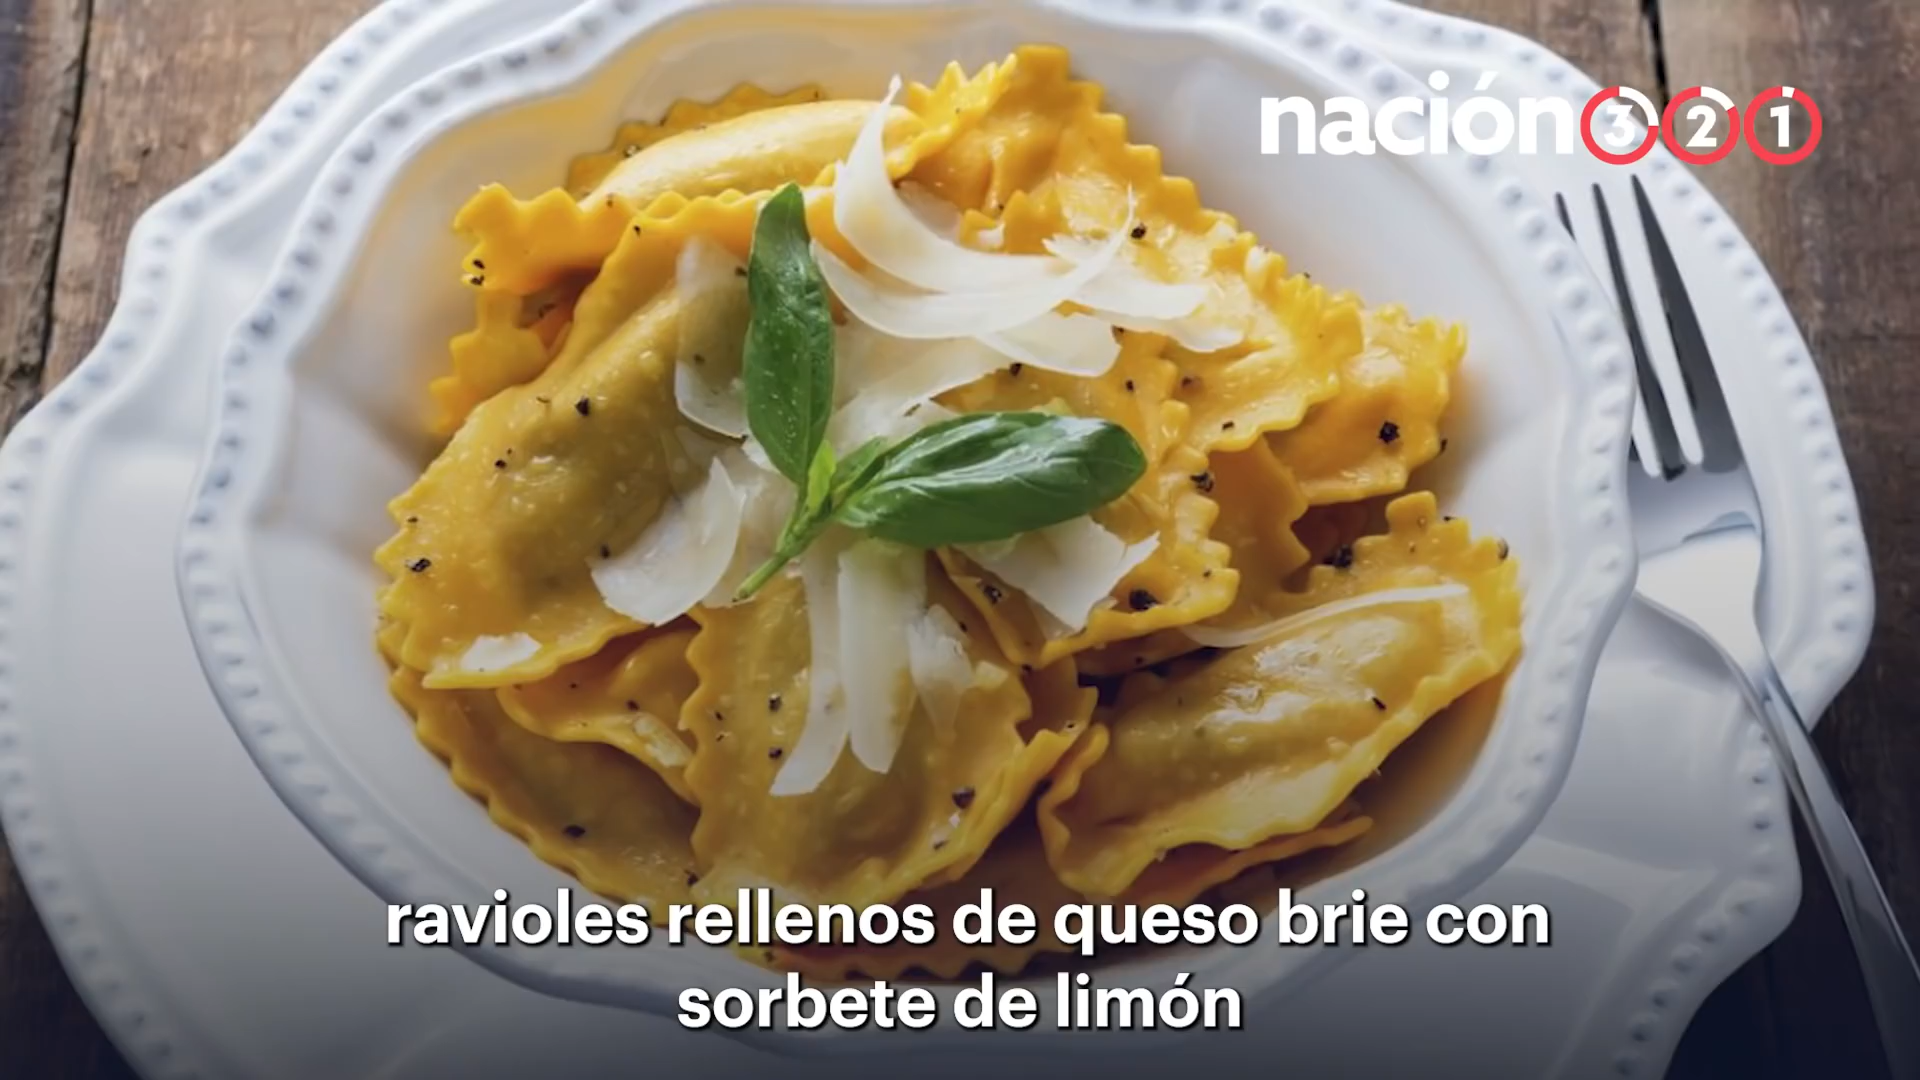 nación321
ravioles rellenos de queso brie con
sorbete de limón